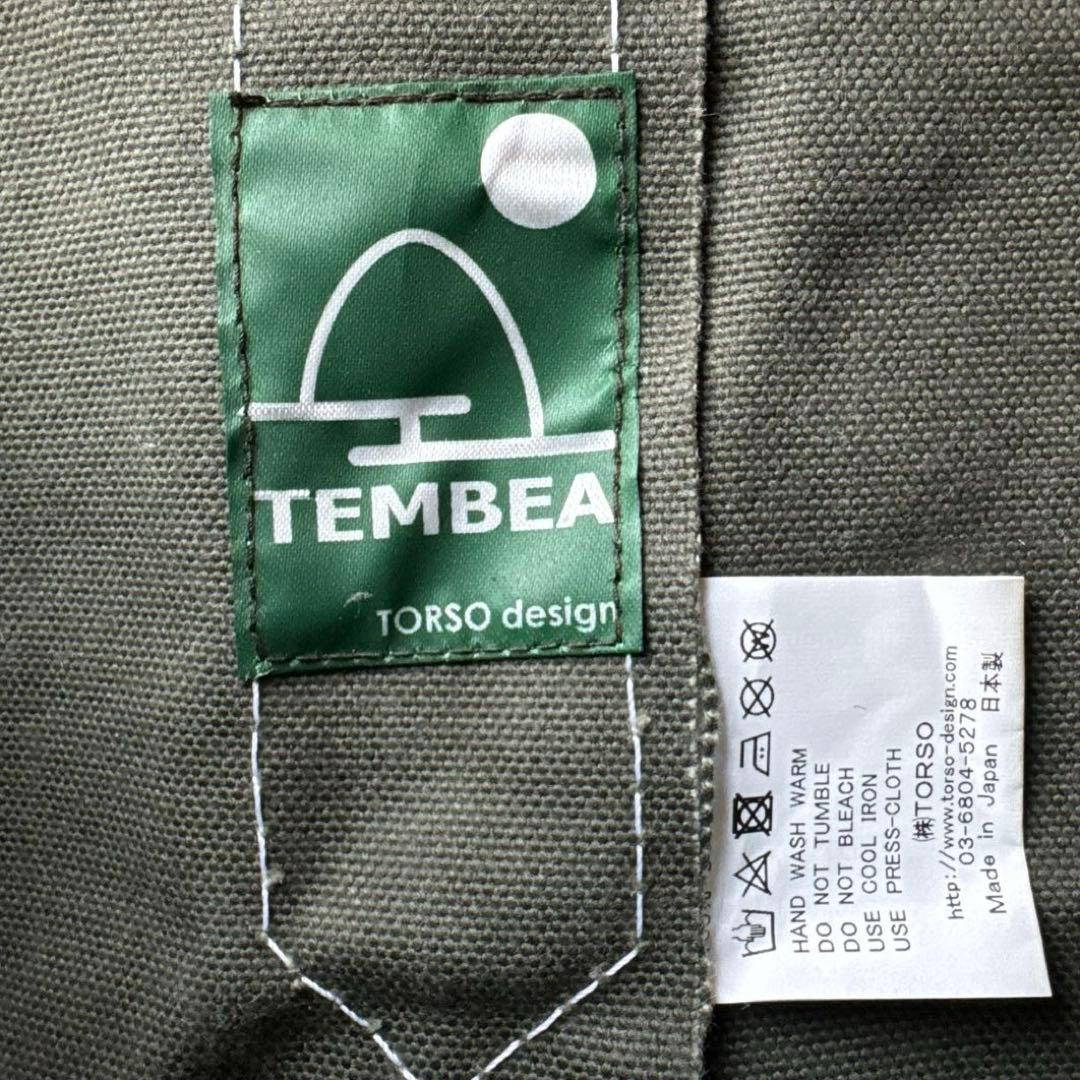 TEMBEA
TORSO design
HAND WASH WARM
DO NOT TUMBLE
DO NOT BLEACH
USE COOL IRON
USE PRESS-CLOTH
(株)TORSO
http://www.torso-design.com
03-6804-5278
Made in Japan 日本製